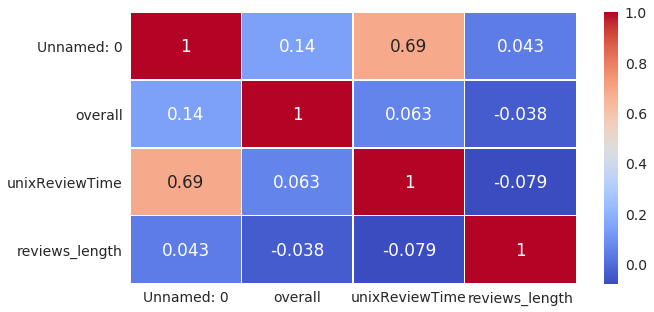 Unnamed: 0 1 0.14 0.69 0.043
overall 0.14 1 0.063 -0.038
unixReviewTime 0.69 0.063 1 -0.079
reviews_length 0.043 -0.038 -0.079 1
Unnamed: 0 overall unixReviewTime reviews_length
1.0
0.8
0.6
0.4
0.2
0.0